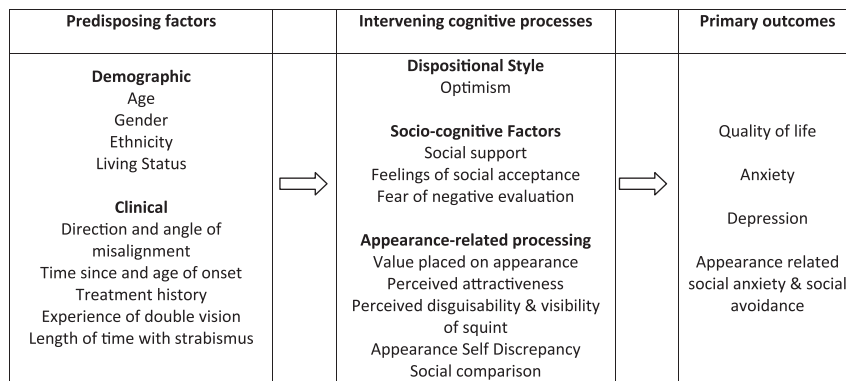 Predisposing factors
Intervening cognitive processes
Primary outcomes
Demographic
Age
Gender
Ethnicity
Living Status
Clinical
Direction and angle of
misalignment
Time since and age of onset
Treatment history
Experience of double vision
Length of time with strabismus
Dispositional Style
Optimism
Socio-cognitive Factors
Social support
Feelings of social acceptance
Fear of negative evaluation
Appearance-related processing
Value placed on appearance
Perceived attractiveness
Perceived disguisability & visibility
of squint
Appearance Self Discrepancy
Social comparison
Quality of life
Anxiety
Depression
Appearance related
social anxiety & social
avoidance